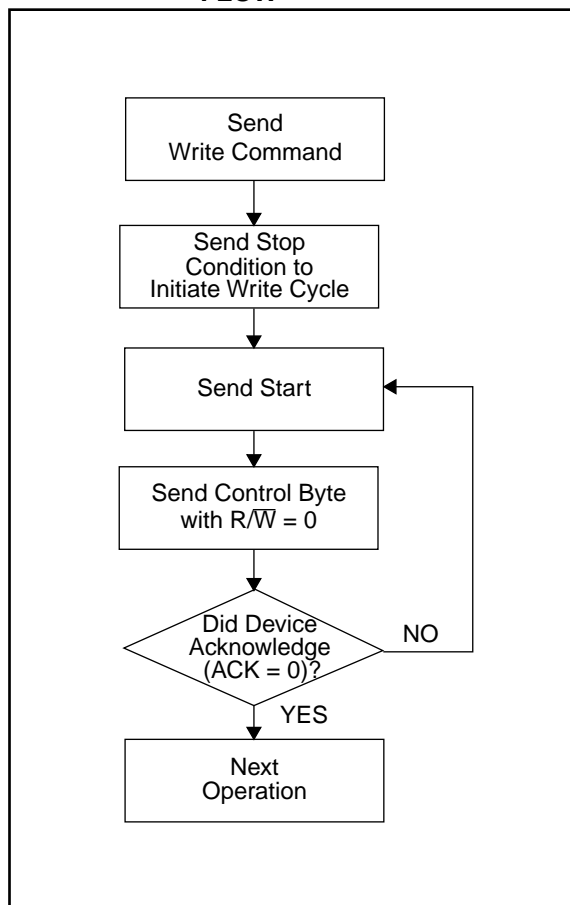 FLOW
Send
Write Command
Send Stop
Condition to
Initiate Write Cycle
Send Start
Send Control Byte
with R/W̅ = 0
Did Device
Acknowledge
(ACK = 0)?
NO
YES
Next
Operation